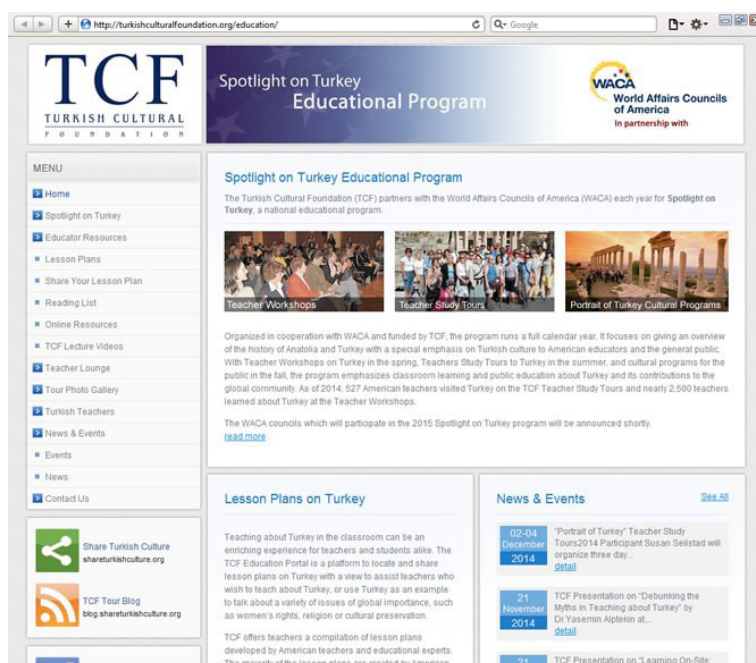 http://turkishculturalfoundation.org/education/
Google
TCF
TURKISH CULTURAL
FOUNDATION
Spotlight on Turkey
Educational Program
WACA
World Affairs Councils
of America
In partnership with
MENU
Home
Spotlight on Turkey
Educator Resources
Lesson Plans
Share Your Lesson Plan
Reading List
Online Resources
TCF Lecture Videos
Teacher Lounge
Tour Photo Gallery
Turkish Teachers
News & Events
Events
News
Contact Us
Share Turkish Culture
shareturkishculture.org
TCF Tour Blog
blog.shareturkishculture.org
Spotlight on Turkey Educational Program
The Turkish Cultural Foundation (TCF) partners with the World Affairs Councils of America (WACA) each year for Spotlight on
Turkey, a national educational program.
Teacher Workshops
Teacher Study Tours
Portrait of Turkey Cultural Programs
Organized in cooperation with WACA and funded by TCF, the program runs a full calendar year. It focuses on giving an overview
of the history of Anatolia and Turkey with a special emphasis on Turkish culture to American educators and the general public.
With Teacher Workshops on Turkey in the spring, Teachers Study Tours to Turkey in the summer, and cultural programs for the
public in the fall, the program emphasizes classroom learning and public education about Turkey and its contributions to the
global community. As of 2014, 527 American teachers visited Turkey on the TCF Teacher Study Tours and nearly 2,500 teachers
learned about Turkey at the Teacher Workshops.
The WACA councils which will participate in the 2015 Spotlight on Turkey program will be announced shortly.
read more
Lesson Plans on Turkey
Teaching about Turkey in the classroom can be an
enriching experience for teachers and students alike. The
TCF Education Portal is a platform to locate and share
lesson plans on Turkey with a view to assist teachers who
wish to teach about Turkey, or use Turkey as an example
to talk about a variety of issues of global importance, such
as women's rights, religion or cultural preservation.
TCF offers teachers a compilation of lesson plans
developed by American teachers and educational experts.
The majority of the lesson plans are created by American
News & Events
See All
02-04
December
2014
"Portrait of Turkey" Teacher Study
Tours2014 Participant Susan Seilstad will
organize three day...
detail
21
November
2014
TCF Presentation on "Debunking the
Myths in Teaching about Turkey" by
Dr.Yasemin Alptekin at...
detail
21
TCF Presentation on "Learning On-Site: